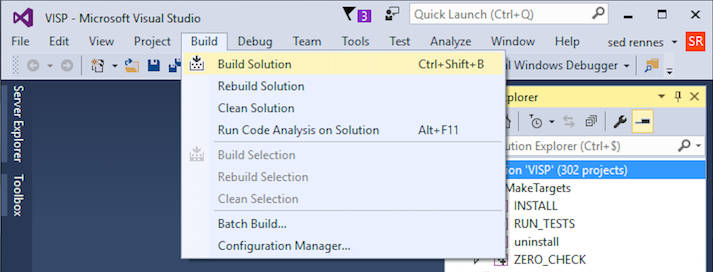 VISP - Microsoft Visual Studio
3
Quick Launch (Ctrl+Q)
File Edit View Project Build Debug Team Tools Test Analyze Window Help sed rennes SR
Windows Debugger
Server Explorer
Toolbox
Build Solution Ctrl+Shift+B
Rebuild Solution
Clean Solution
Run Code Analysis on Solution Alt+F11
Build Selection
Rebuild Selection
Clean Selection
Batch Build...
Configuration Manager...
xplorer
ution Explorer (Ctrl+$)
on 'VISP' (302 projects)
MakeTargets
INSTALL
RUN_TESTS
uninstall
ZERO_CHECK